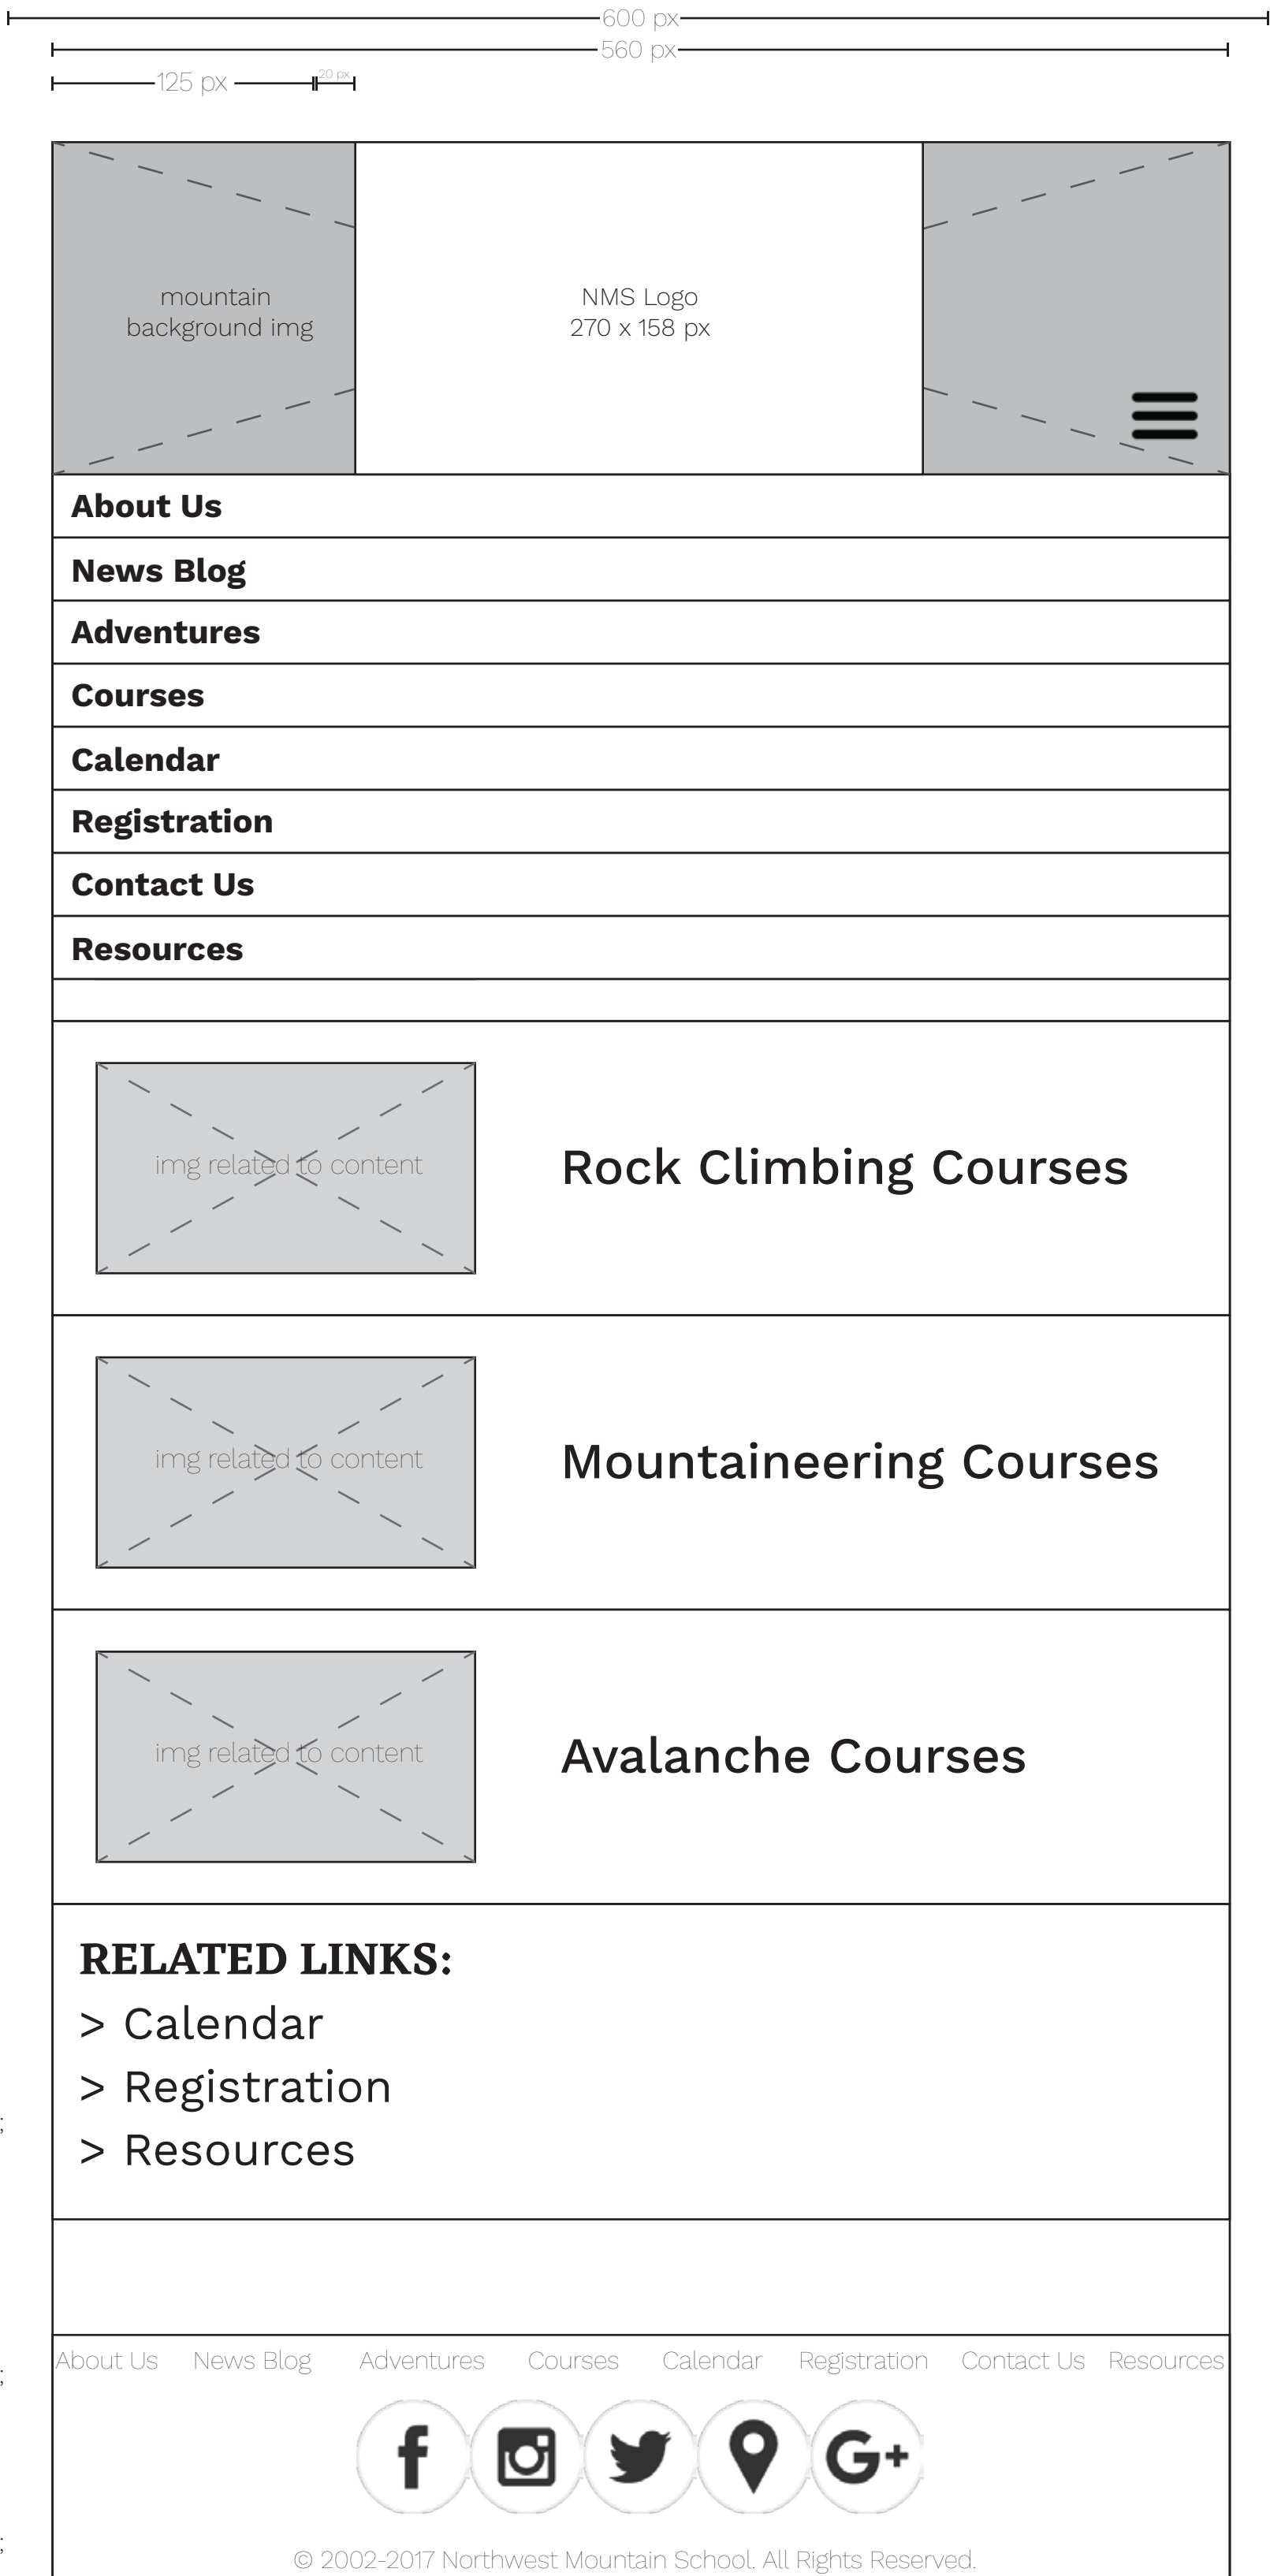 600 px
560 px
125 px
20 px
mountain
background img
NMS Logo
270 x 158 px
About Us
News Blog
Adventures
Courses
Calendar
Registration
Contact Us
Resources
img related to content
Rock Climbing Courses
img related to content
Mountaineering Courses
img related to content
Avalanche Courses
RELATED LINKS:
> Calendar
> Registration
> Resources
;
;
About Us News Blog Adventures Courses Calendar Registration Contact Us Resources
f G+
;
© 2002-2017 Northwest Mountain School. All Rights Reserved.